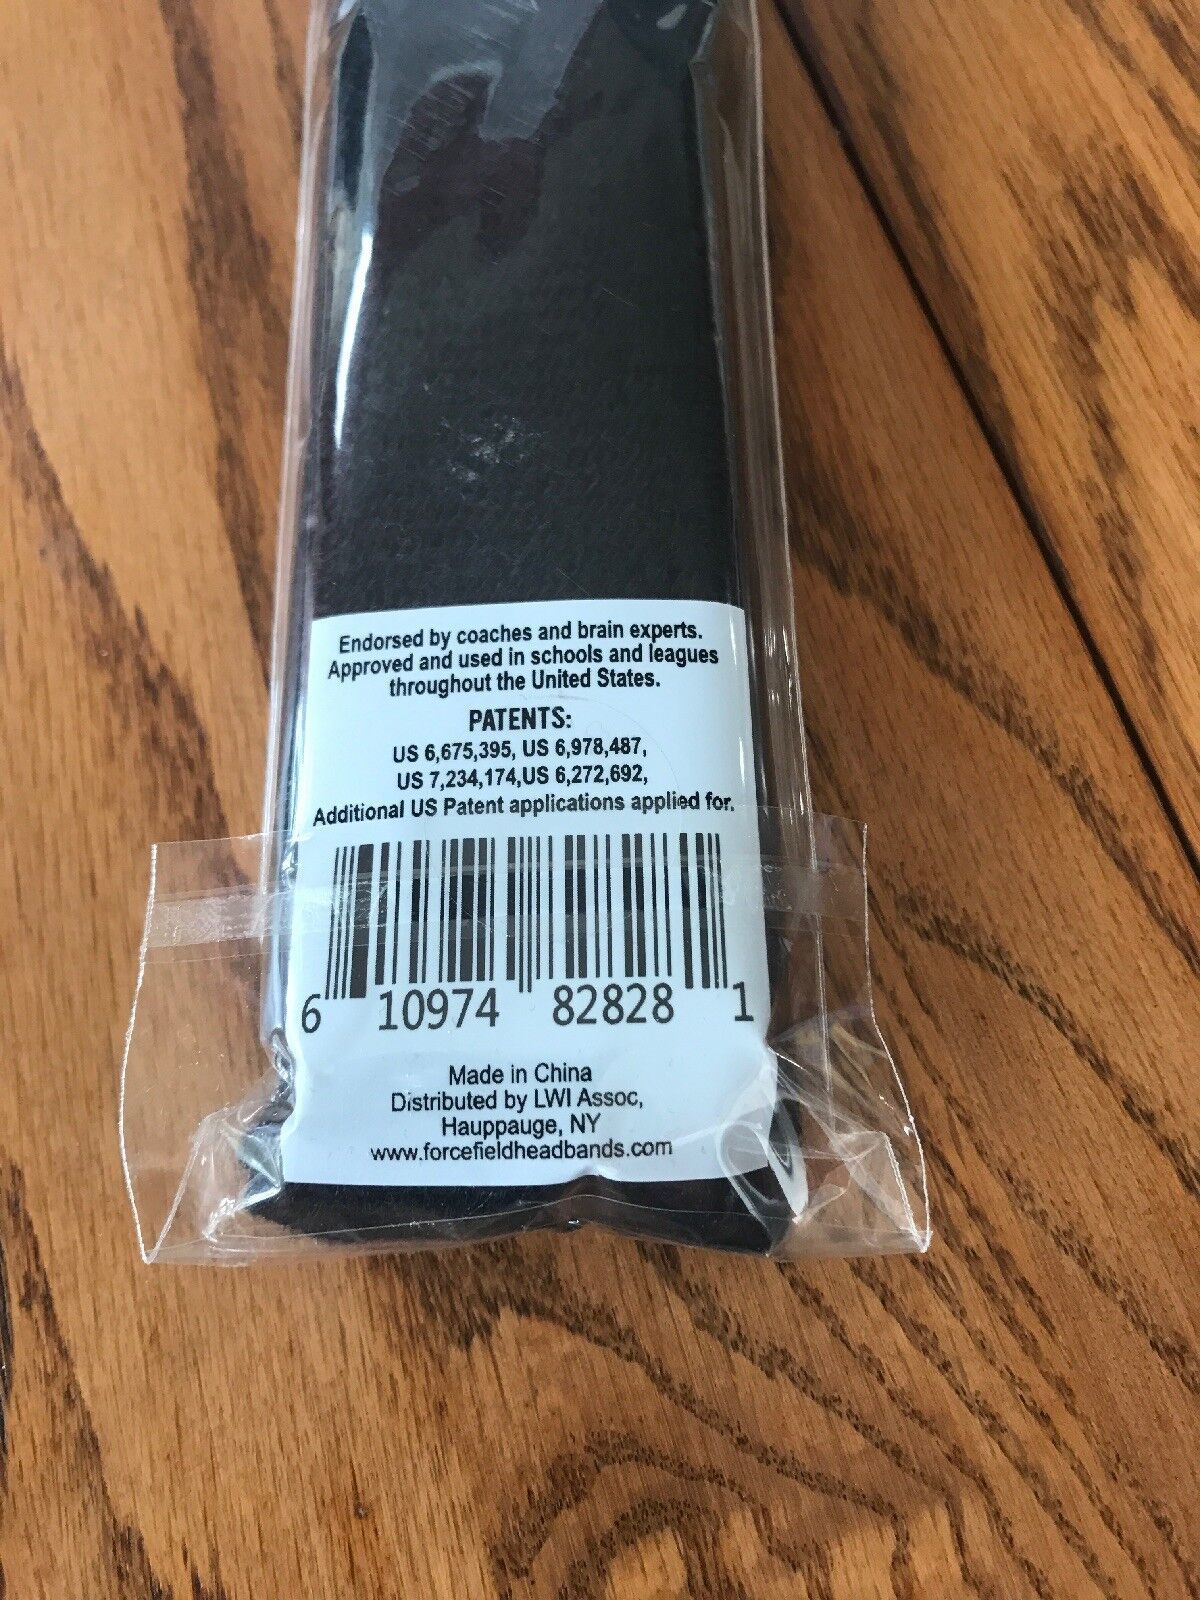 Endorsed by coaches and brain experts.
Approved and used in schools and leagues
throughout the United States.
PATENTS:
US 6,675,395, US 6,978,487,
US 7,234,174,US 6,272,692,
Additional US Patent applications applied for.
6 10974 82828 1
Made in China
Distributed by LWI Assoc,
Hauppauge, NY
www.forcefieldheadbands.com